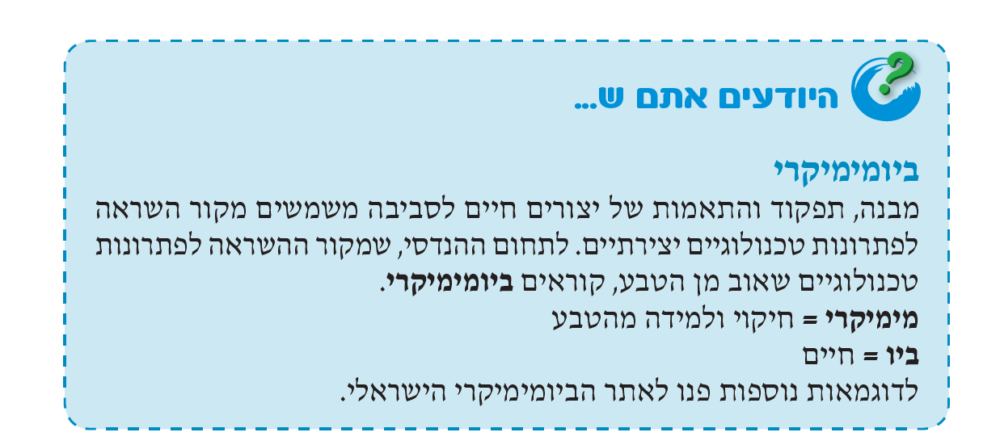 היודעים אתם ש...
ביומימיקרי
מבנה, תפקוד והתאמות של יצורים חיים לסביבה משמשים מקור השראה
לפתרונות טכנולוגיים יצירתיים. לתחום ההנדסי, שמקור ההשראה לפתרונות
טכנולוגיים שאוב מן הטבע, קוראים ביומימיקרי.
מימיקרי = חיקוי ולמידה מהטבע
ביו = חיים
לדוגמאות נוספות פנו לאתר הביומימיקרי הישראלי.